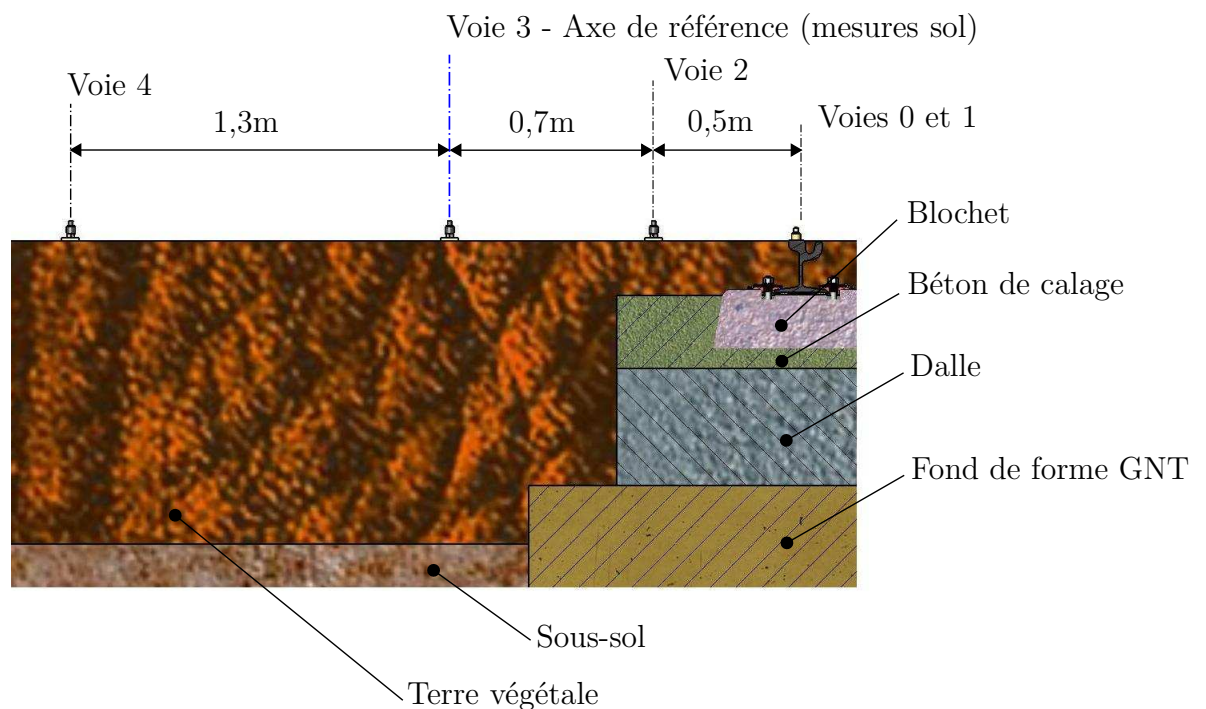 Voie 3 - Axe de référence (mesures sol)
Voie 4
Voie 2
1,3m
0,7m
0,5m
Voies 0 et 1
Blochet
Béton de calage
Dalle
Fond de forme GNT
Sous-sol
Terre végétale